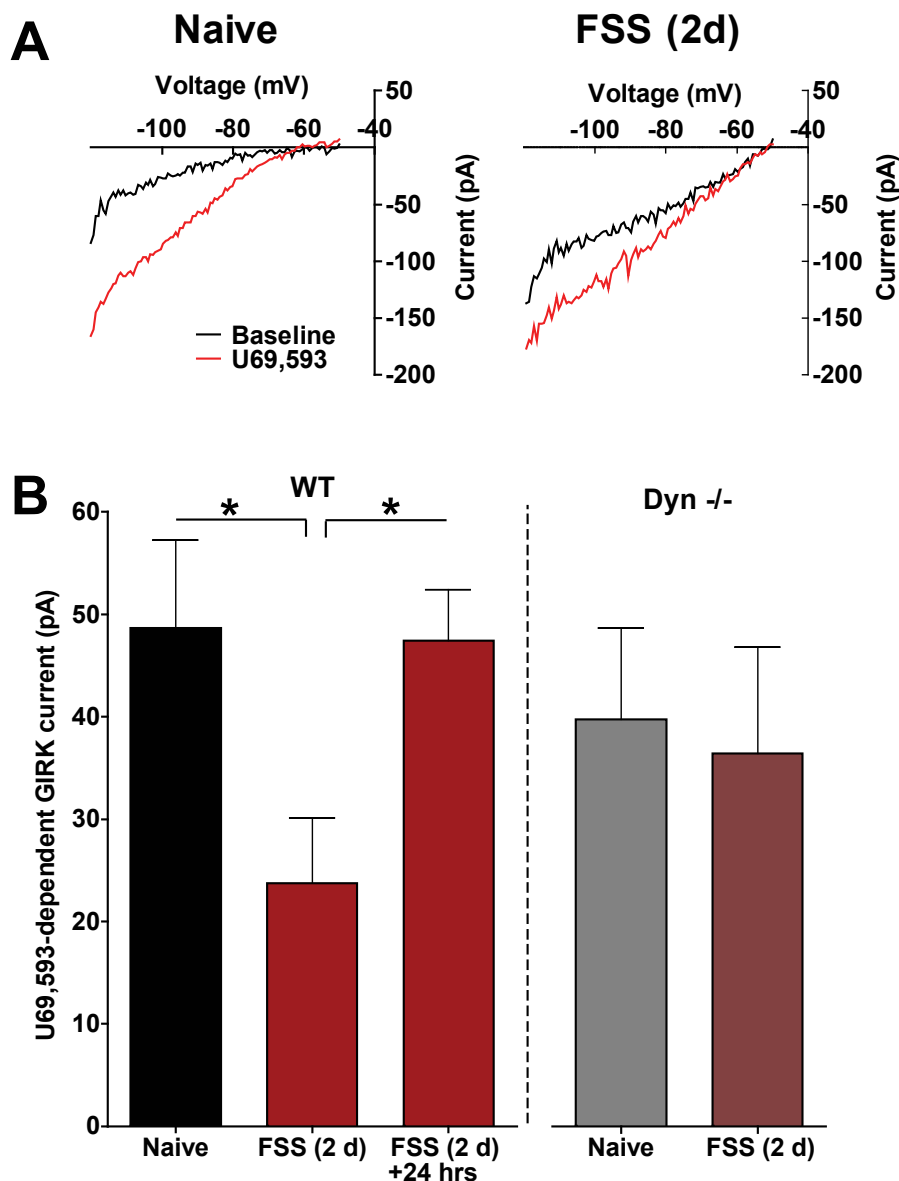 A
Naive
FSS (2d)
Voltage (mV)
-100
-80
-60
-40
50
0
-50
-100
-150
-200
Current (pA)
Baseline
U69,593
Voltage (mV)
-100
-80
-60
-40
50
0
-50
-100
-150
-200
Current (pA)
B
WT
Dyn -/-
*
*
U69,593-dependent GIRK current (pA)
60
50
40
30
20
10
0
Naive
FSS (2 d)
FSS (2 d)
+24 hrs
Naive
FSS (2 d)